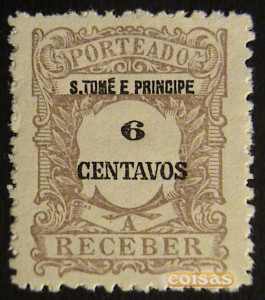 PORTEADO
S. TOMÉ E PRINCIPE
6
CENTAVOS
A
RECEBER
coisas